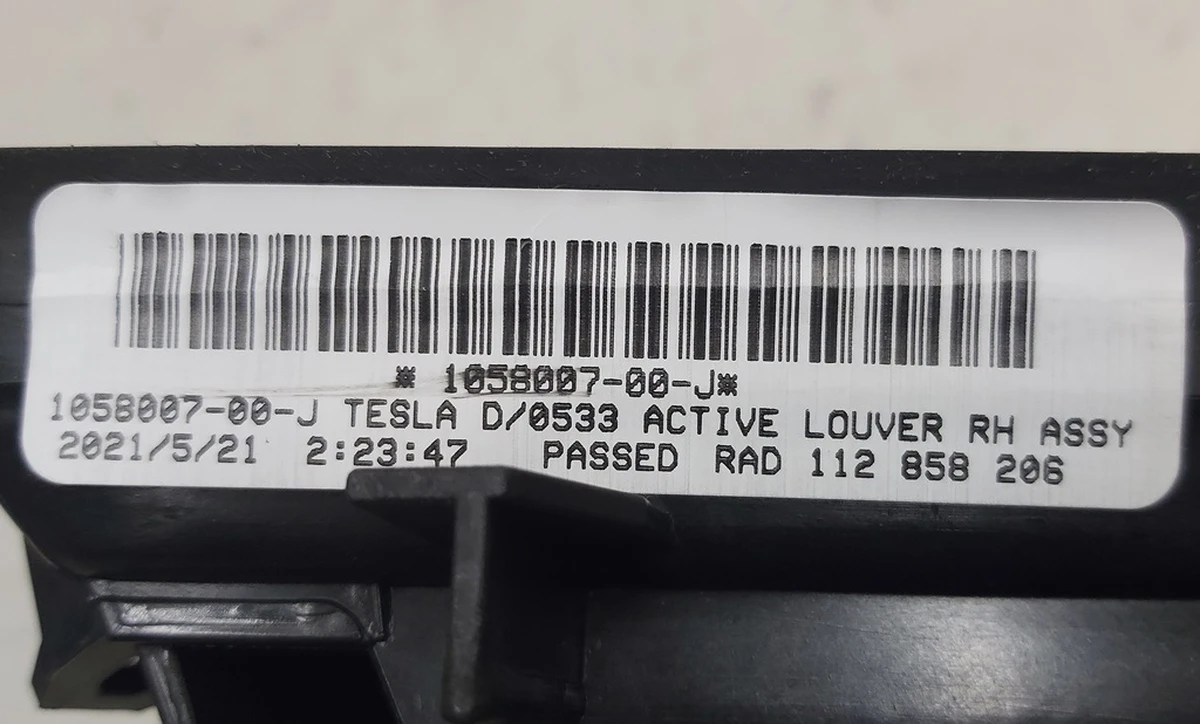 * 1058007-00-J*
1058007-00-J TESLA D/0533 ACTIVE LOUVER RH ASSY
2021/5/21 2:23:47 PASSED RAD 112 858 206